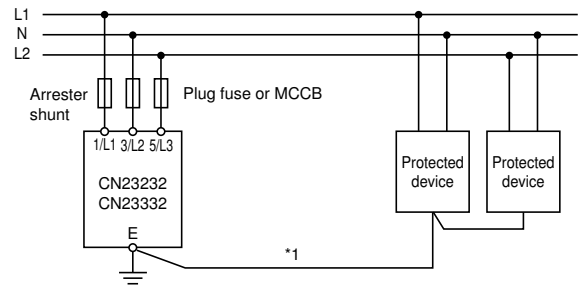 L1
N
L2
Arrester
shunt
Plug fuse or MCCB
1/L1 3/L2 5/L3
CN23232
CN23332
E
Protected
device
Protected
device
*1